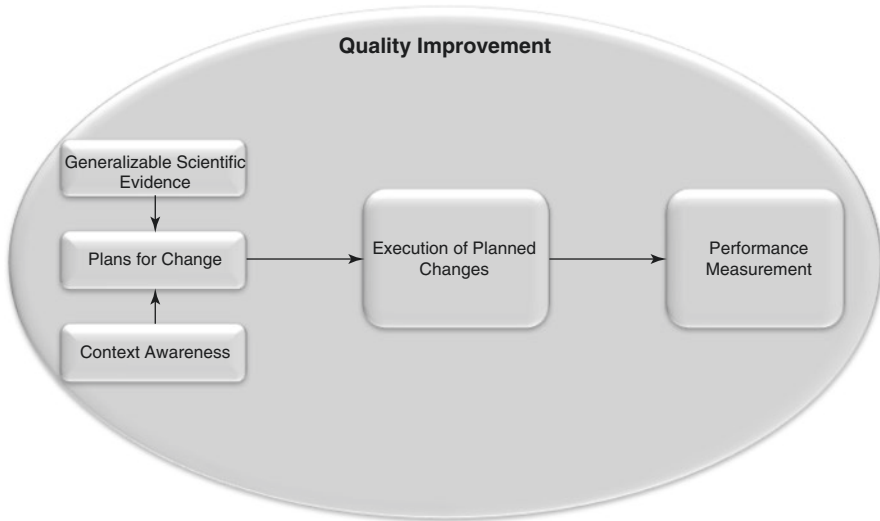 Quality Improvement
Generalizable Scientific
Evidence
Plans for Change
Context Awareness
Execution of Planned
Changes
Performance
Measurement